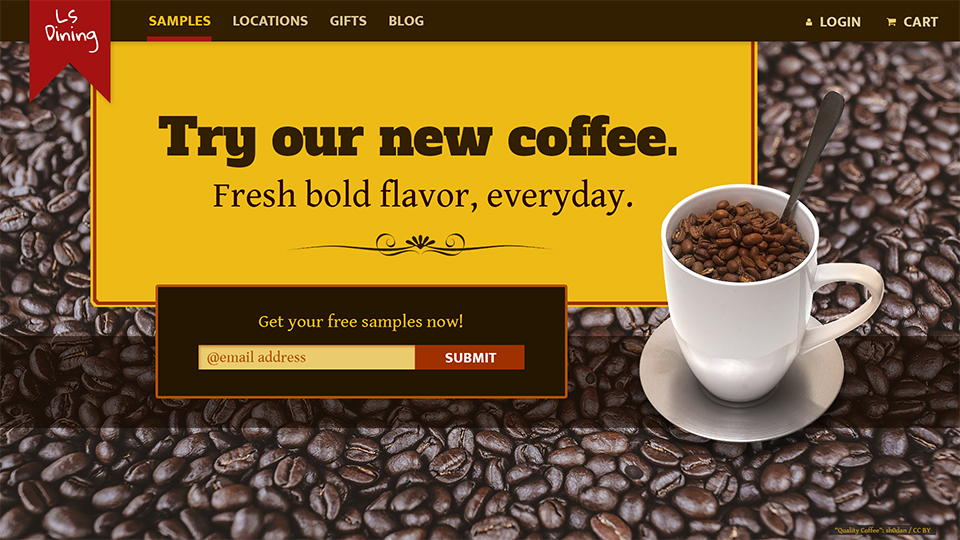 LS
Dining
SAMPLES LOCATIONS GIFTS BLOG LOGIN CART
Try our new coffee.
Fresh bold flavor, everyday.
Get your free samples now!
@email address SUBMIT
"Quality Coffee": sh0dan / CC BY